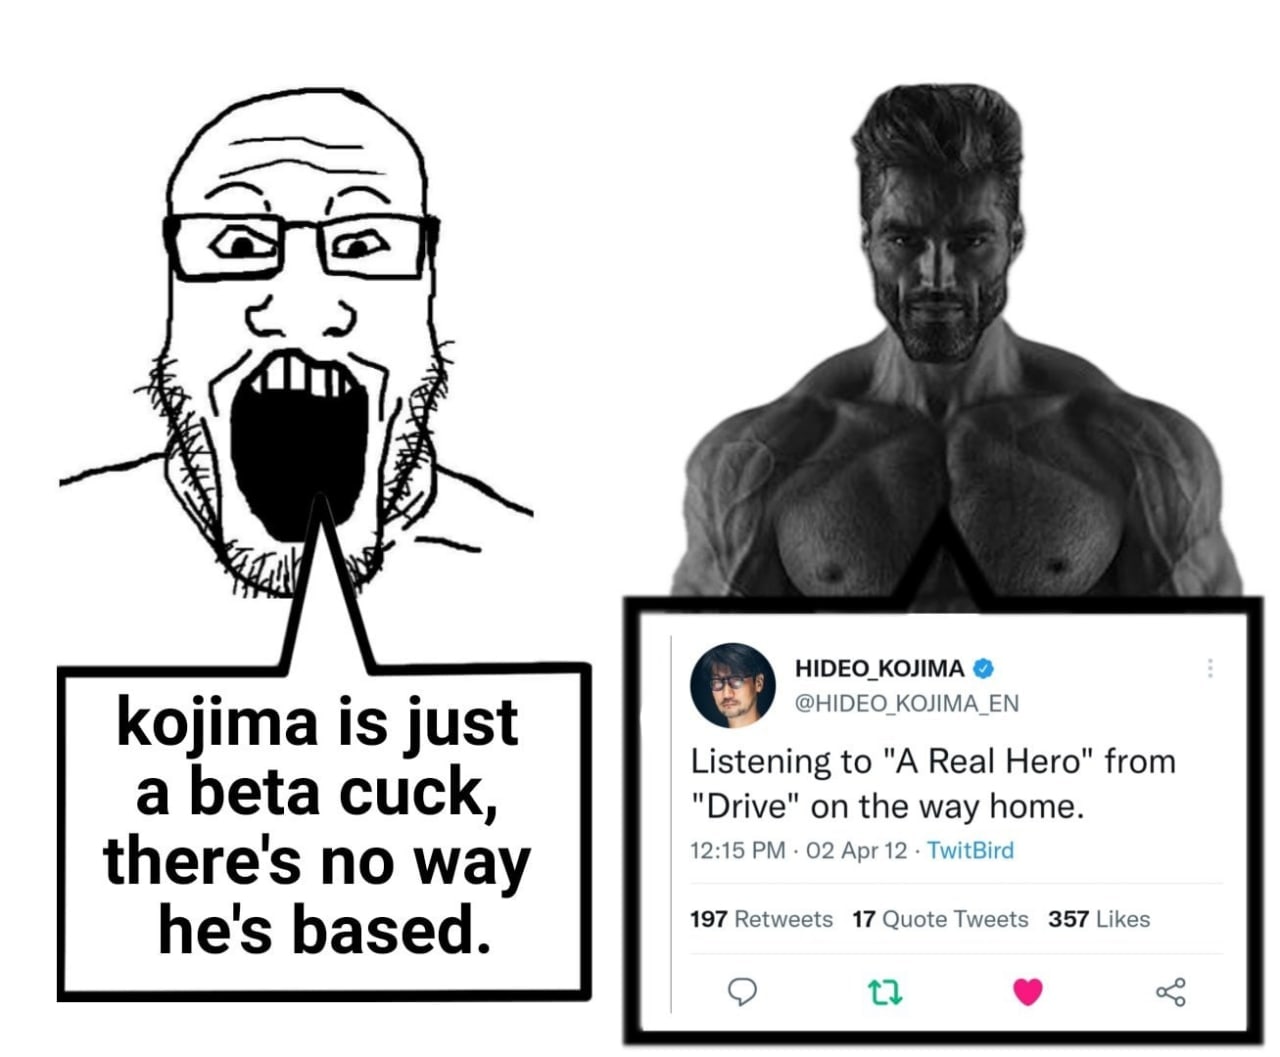 kojima is just
a beta cuck,
there's no way
he's based.
HIDEO_KOJIMA
@HIDEO_KOJIMA_EN
Listening to "A Real Hero" from
"Drive" on the way home.
12:15 PM · 02 Apr 12 · TwitBird
197 Retweets 17 Quote Tweets 357 Likes